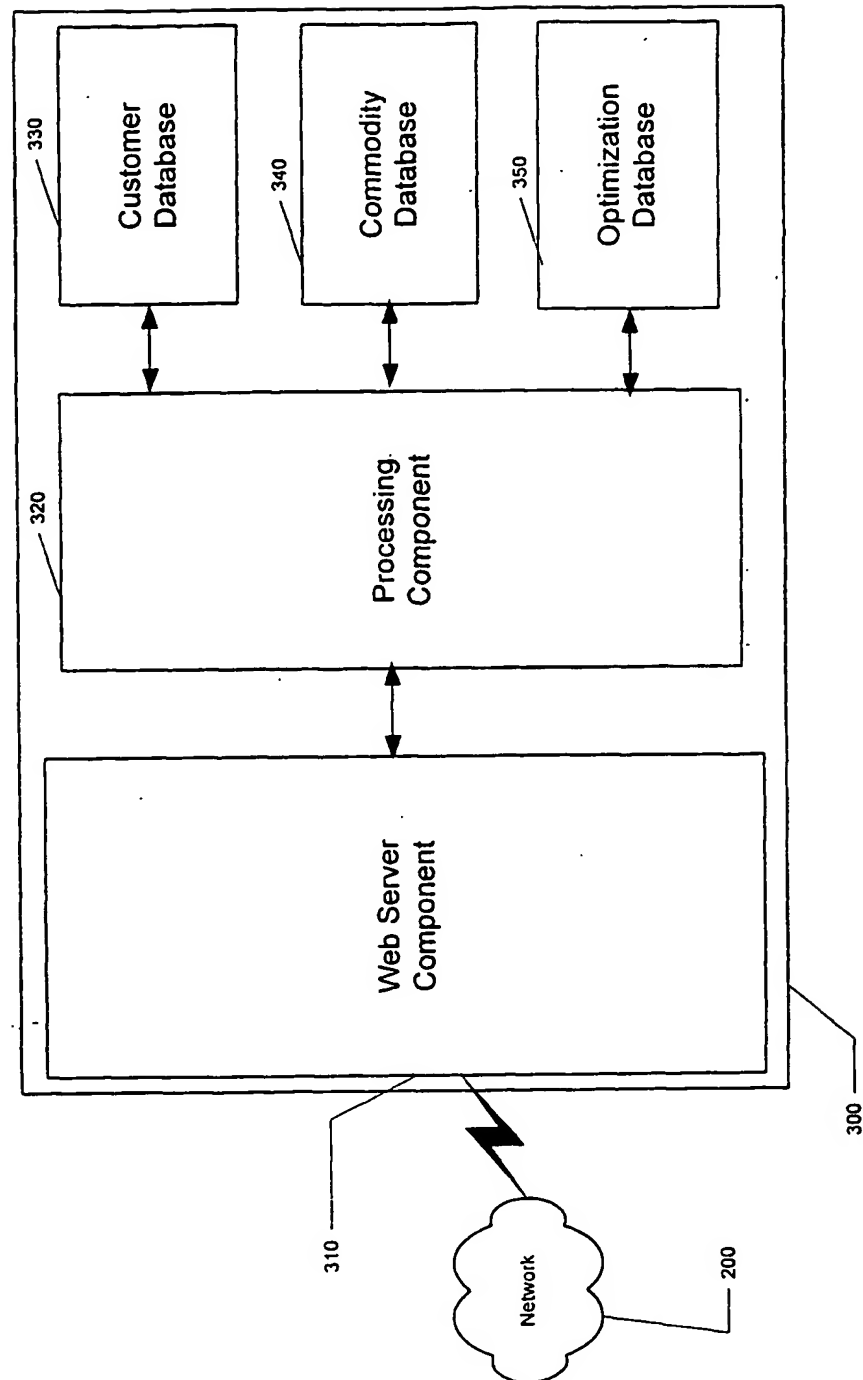 330
Customer
Database
340
Commodity
Database
350
Optimization
Database
320
Processing
Component
Web Server
Component
310
300
Network
200